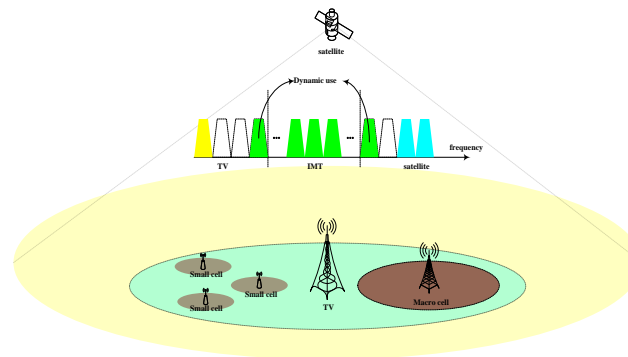 satellite
Dynamic use
... ...
frequency
TV IMT satellite
Small cell
Small cell
Small cell
TV
Macro cell